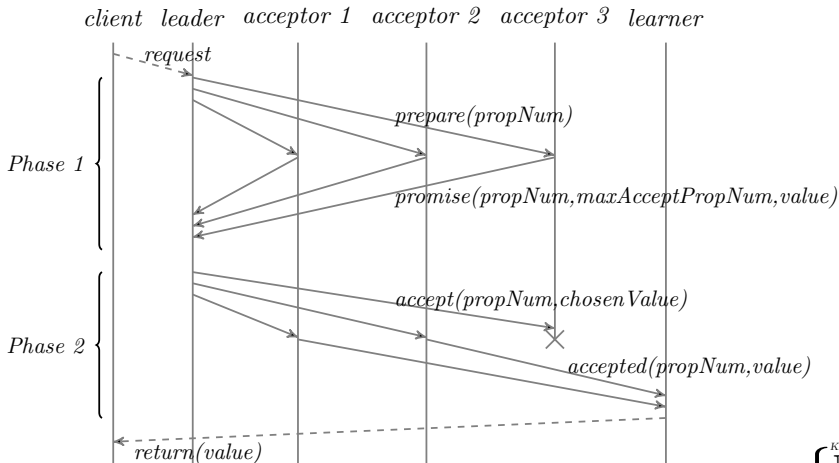 client leader acceptor 1 acceptor 2 acceptor 3 learner
request
prepare(propNum)
Phase 1
promise(propNum,maxAcceptPropNum,value)
accept(propNum,chosenValue)
Phase 2
accepted(propNum,value)
return(value)